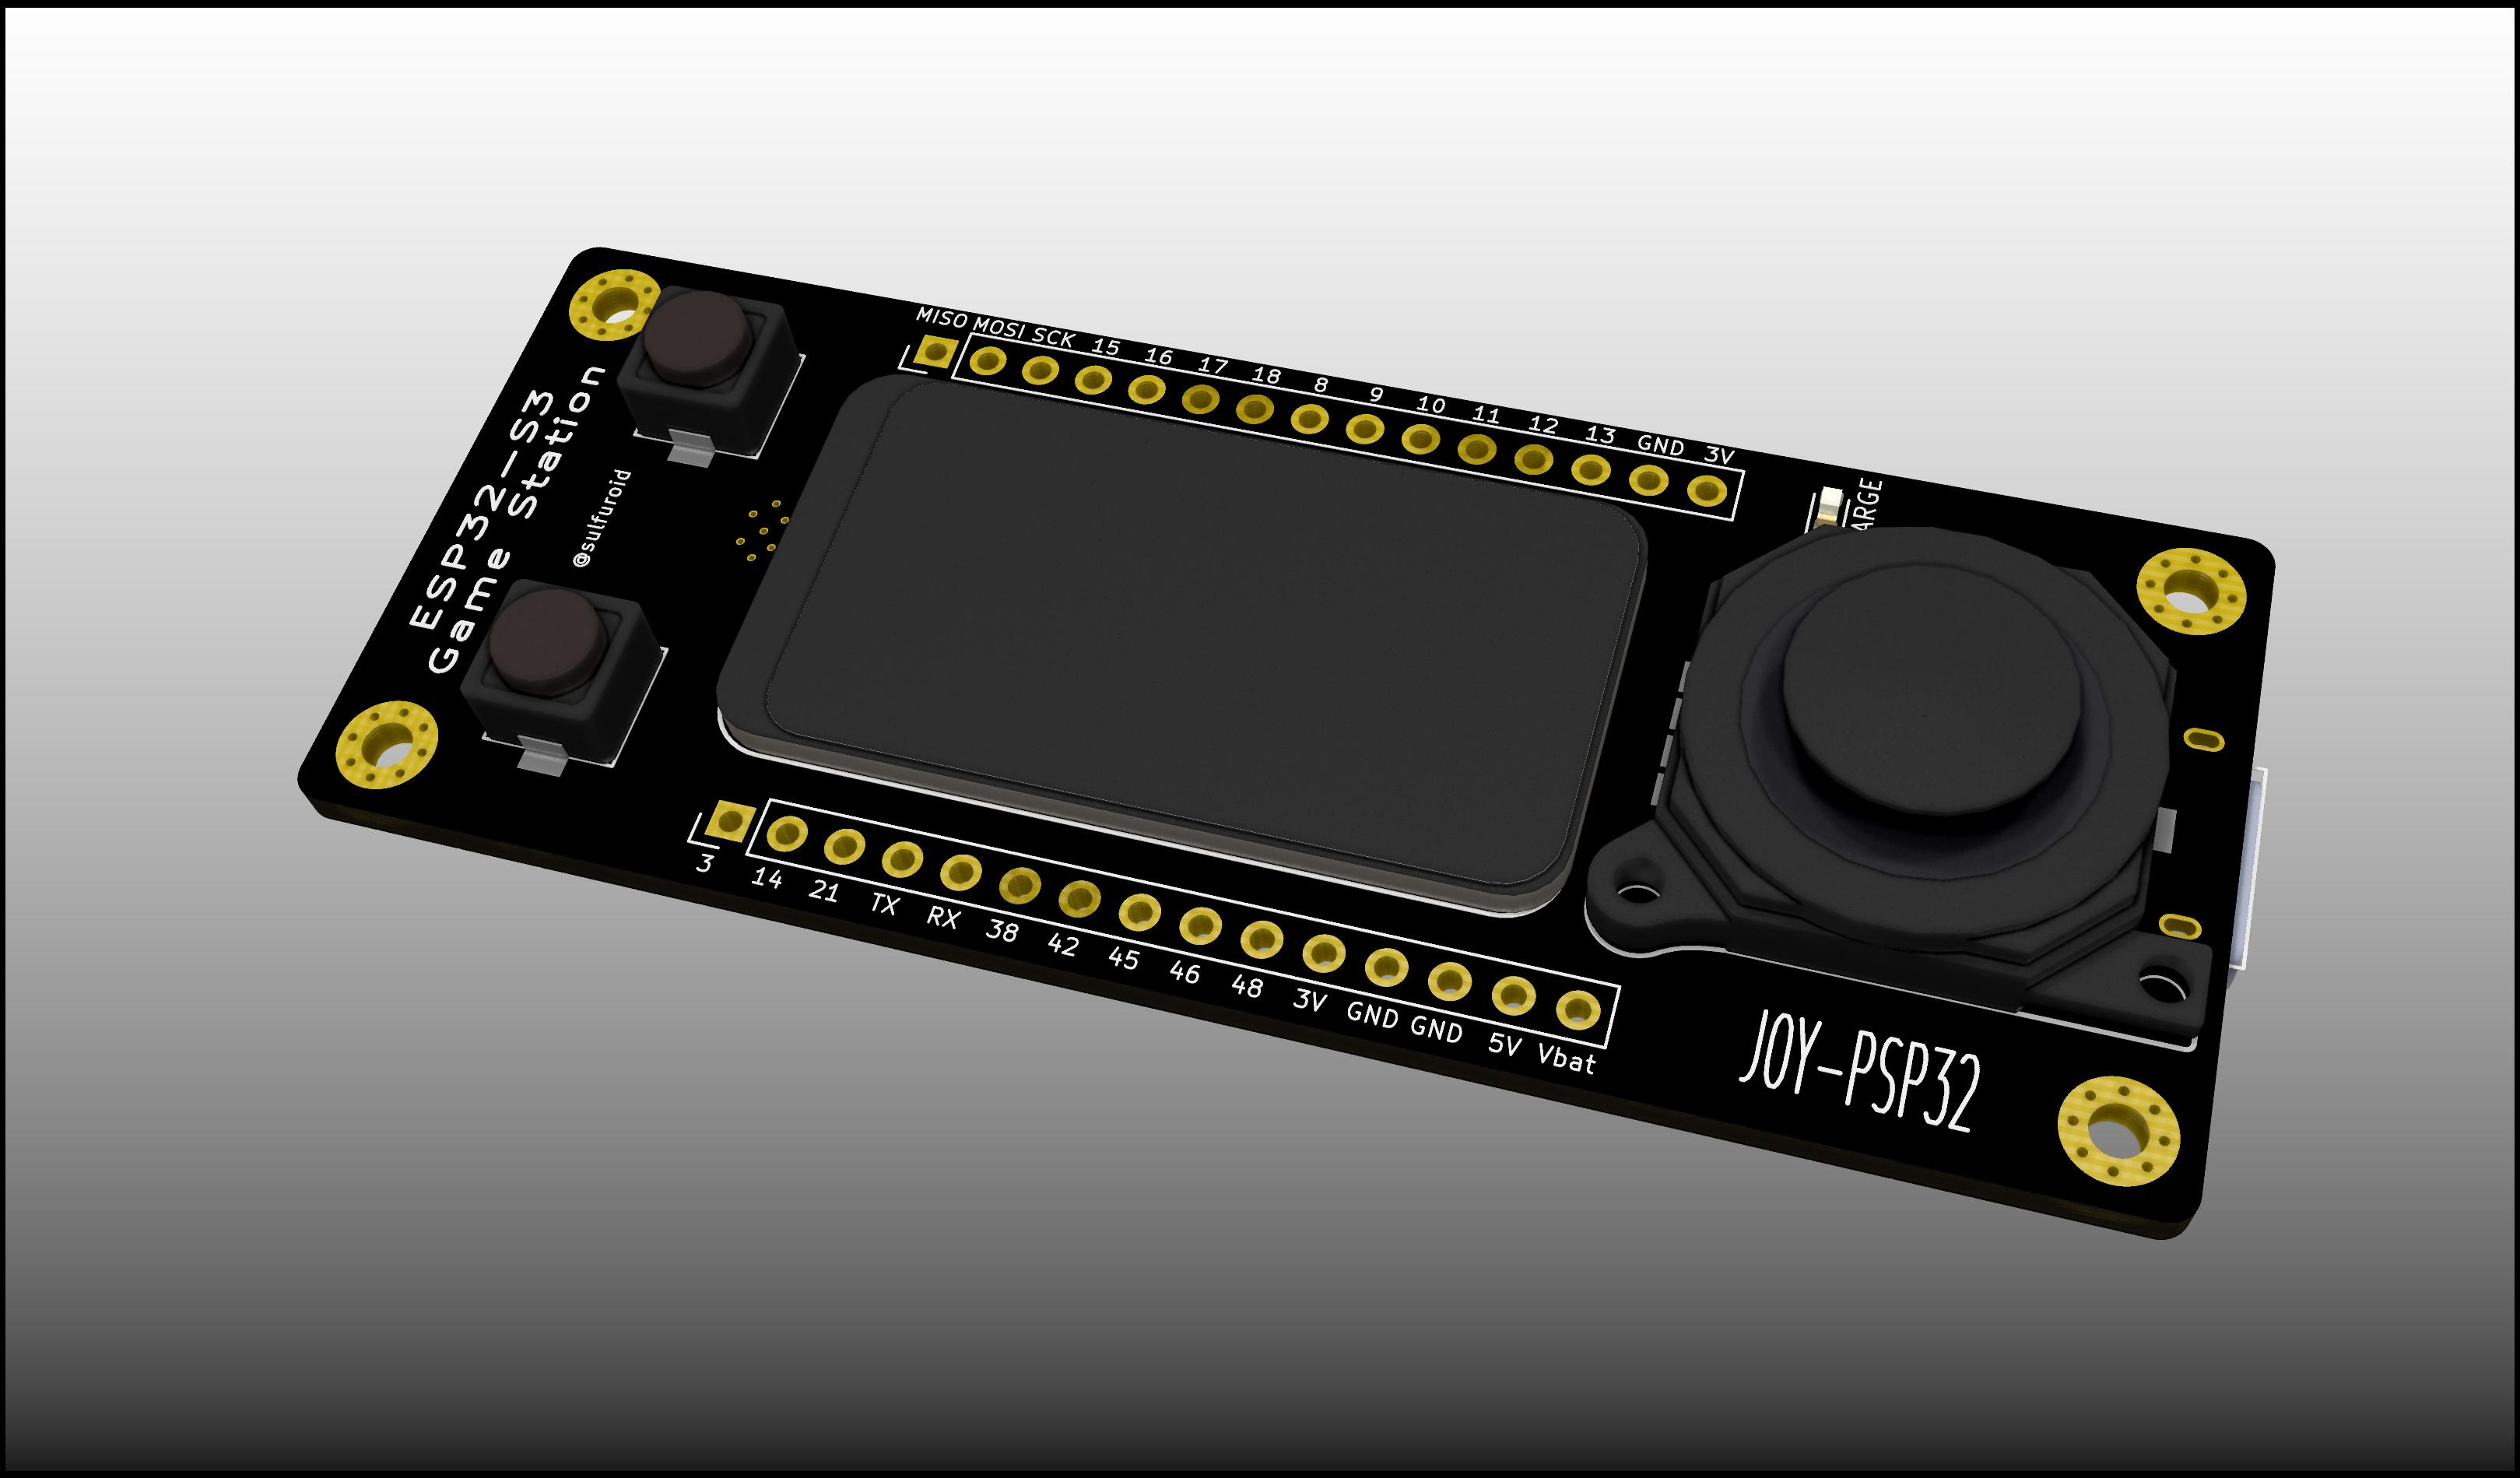 MISO MOSI SCK 15 16 17 18 8 9 10 11 12 13 GND 3V
ARGE
ESP32-S3
Game Station
@sulfuroid
3 14 21 TX RX 38 42 45 46 48 3V GND GND 5V Vbat
JOY-PSP32